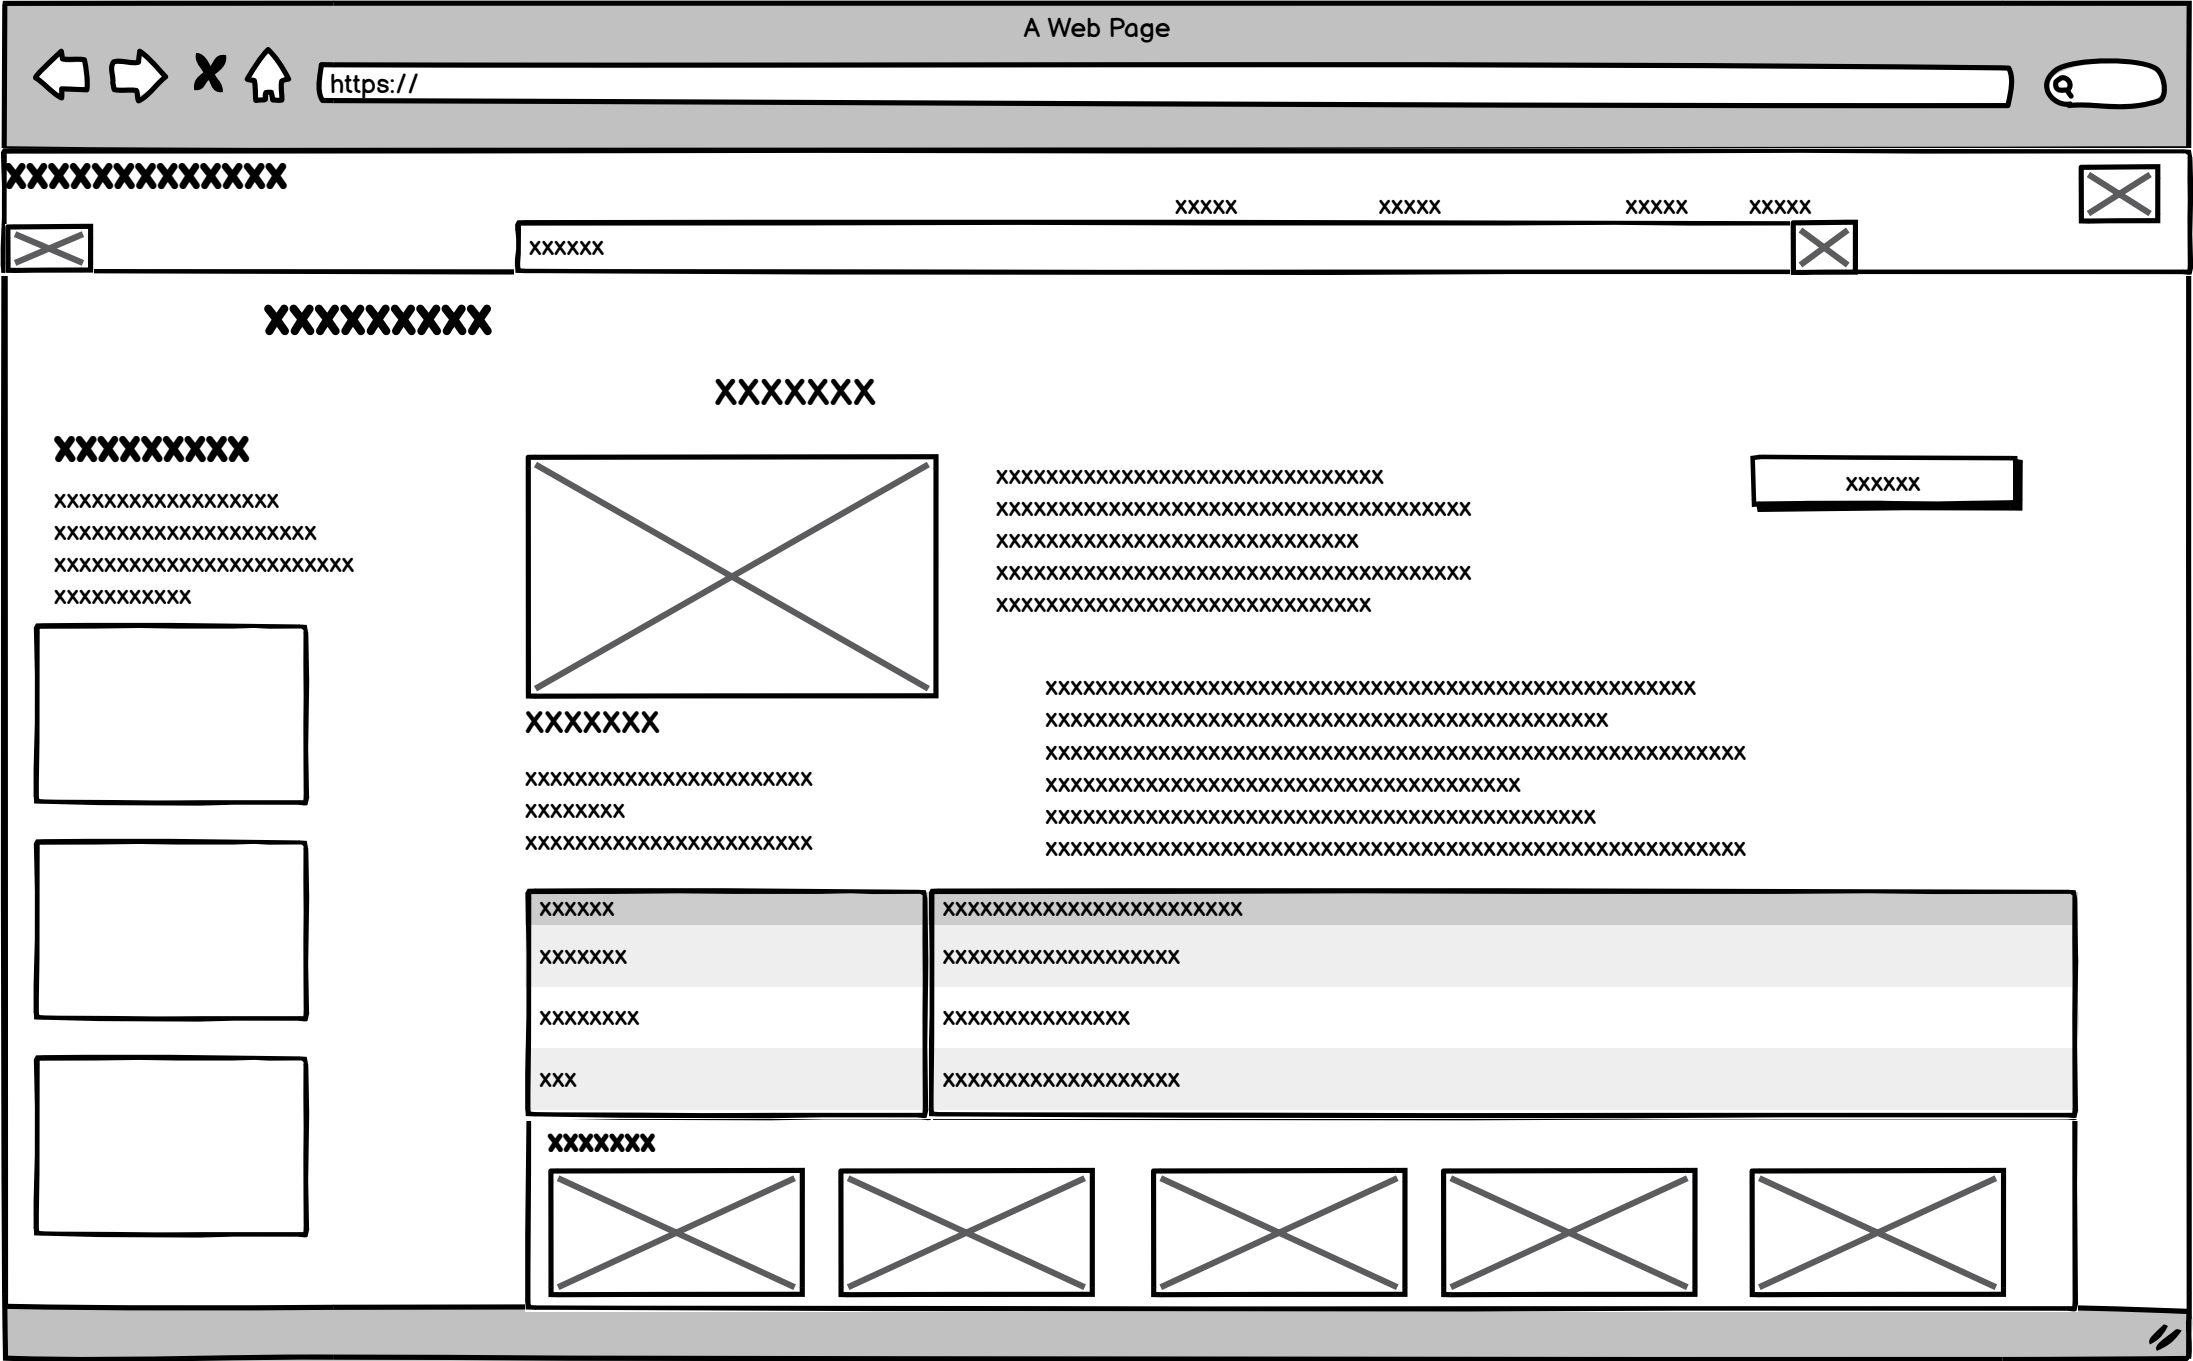 A Web Page
https://
xxxxxxxxxxxxx
xxxxx xxxxx xxxxx xxxxx
xxxxxx
xxxxxxxxx
xxxxxxx
xxxxxxxxx
xxxxxxxxxxxxxxxxxx
xxxxxxxxxxxxxxxxxxxxx
xxxxxxxxxxxxxxxxxxxxxxxx
xxxxxxxxxxx
xxxxxxxxxxxxxxxxxxxxxxxxxxxxxxx
xxxxxxxxxxxxxxxxxxxxxxxxxxxxxxxxxxxxxx
xxxxxxxxxxxxxxxxxxxxxxxxxxxxx
xxxxxxxxxxxxxxxxxxxxxxxxxxxxxxxxxxxxxx
xxxxxxxxxxxxxxxxxxxxxxxxxxxxxx
xxxxxx
xxxxxxxxxxxxxxxxxxxxxxxxxxxxxxxxxxxxxxxxxxxxxxxxxxxx
xxxxxxxxxxxxxxxxxxxxxxxxxxxxxxxxxxxxxxxxxxxxx
xxxxxxxxxxxxxxxxxxxxxxxxxxxxxxxxxxxxxxxxxxxxxxxxxxxxxxxx
xxxxxxxxxxxxxxxxxxxxxxxxxxxxxxxxxxxxxx
xxxxxxxxxxxxxxxxxxxxxxxxxxxxxxxxxxxxxxxxxxxx
xxxxxxxxxxxxxxxxxxxxxxxxxxxxxxxxxxxxxxxxxxxxxxxxxxxxxxxx
xxxxxxx
xxxxxxxxxxxxxxxxxxxxxxx
xxxxxxxx
xxxxxxxxxxxxxxxxxxxxxxx
xxxxxx xxxxxxxxxxxxxxxxxxxxxxxx
xxxxxxx xxxxxxxxxxxxxxxxxxx
xxxxxxxx xxxxxxxxxxxxxxx
xxx xxxxxxxxxxxxxxxxxxx
xxxxxxx